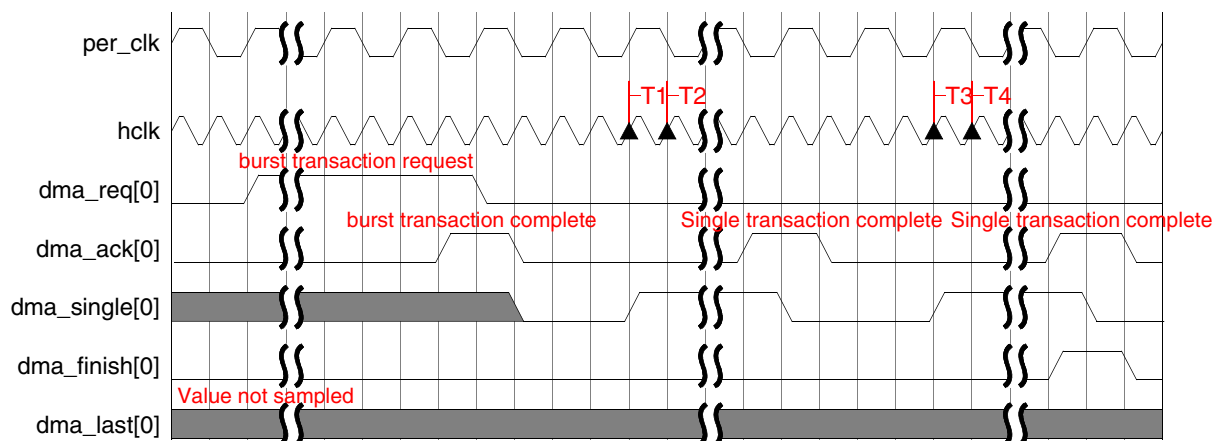 per_clk
T1 T2 T3 T4
hclk
burst transaction request
dma_req[0]
burst transaction complete Single transaction complete Single transaction complete
dma_ack[0]
dma_single[0]
dma_finish[0]
Value not sampled
dma_last[0]